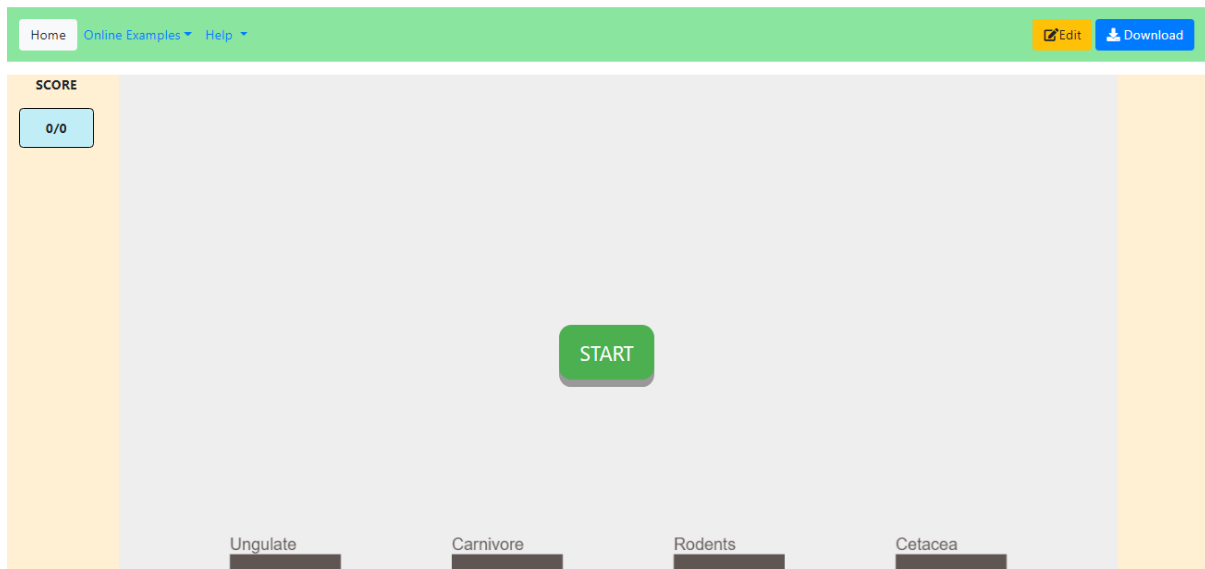 Home Online Examples Help Edit Download
SCORE
0/0
START
Ungulate Carnivore Rodents Cetacea